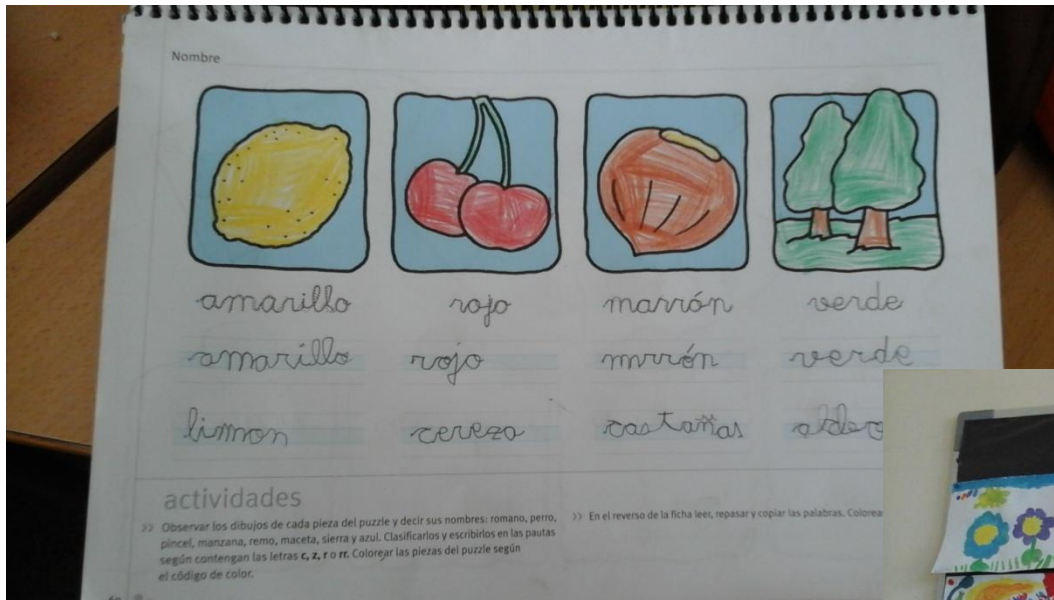 Nombre
amarillo rojo marrón verde
amarillo rojo mrrón verde
limon cereza castañas
actividades
>> Observar los dibujos de cada pieza del puzzle y decir sus nombres: romano, perro,
pincel, manzana, remo, maceta, sierra y azul. Clasificarlos y escribirlos en las pautas
según contengan las letras c, z, r o rr. Colorear las piezas del puzzle según
el código de color.
>> En el reverso de la ficha leer, repasar y copiar las palabras.